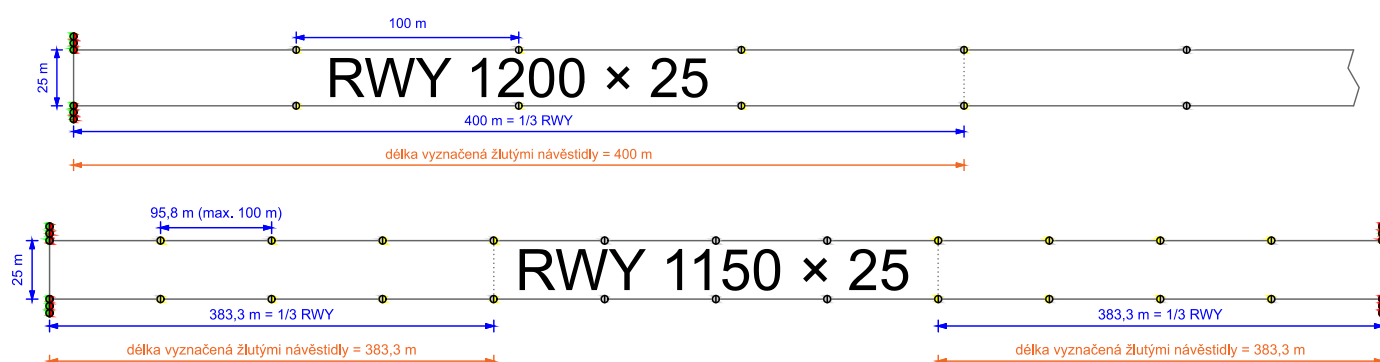 100 m
25 m
RWY 1200 × 25
400 m = 1/3 RWY
délka vyznačená žlutými návěstidly = 400 m
95,8 m (max. 100 m)
25 m
RWY 1150 × 25
383,3 m = 1/3 RWY
383,3 m = 1/3 RWY
délka vyznačená žlutými návěstidly = 383,3 m
délka vyznačená žlutými návěstidly = 383,3 m